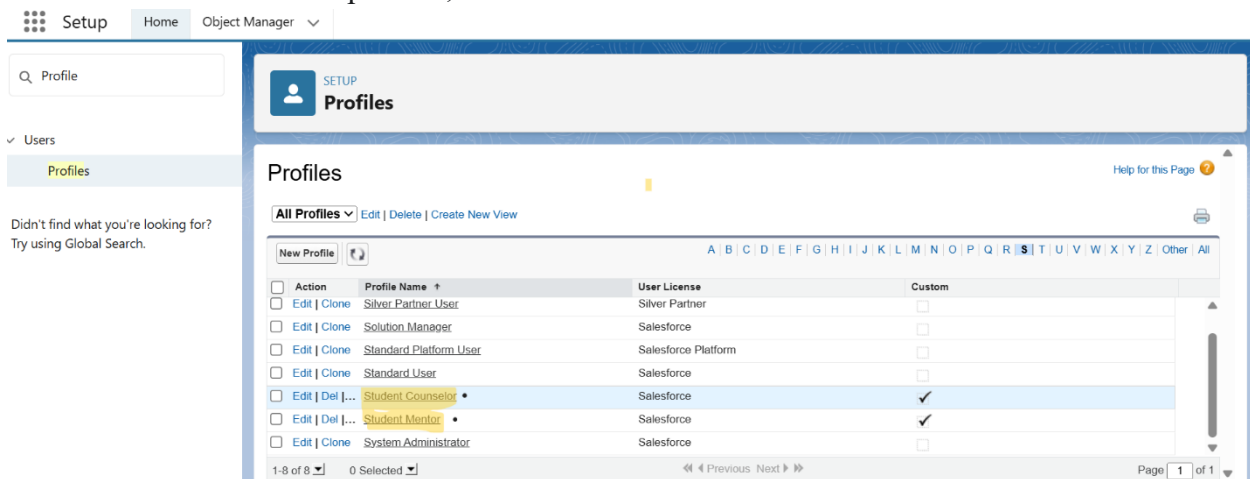 Setup Home Object Manager
Profile
SETUP
Profiles
Users
Profiles
Didn't find what you're looking for?
Try using Global Search.
Profiles
Help for this Page
All Profiles Edit | Delete | Create New View
New Profile A | B | C | D | E | F | G | H | I | J | K | L | M | N | O | P | Q | R | S | T | U | V | W | X | Y | Z | Other | All
Action Profile Name ↑ User License Custom
Edit | Clone Silver Partner User Silver Partner
Edit | Clone Solution Manager Salesforce
Edit | Clone Standard Platform User Salesforce Platform
Edit | Clone Standard User Salesforce
Edit | Del |... Student Counselor • Salesforce ✓
Edit | Del |... Student Mentor • Salesforce ✓
Edit | Clone System Administrator Salesforce
1-8 of 8 0 Selected Previous Next Page 1 of 1